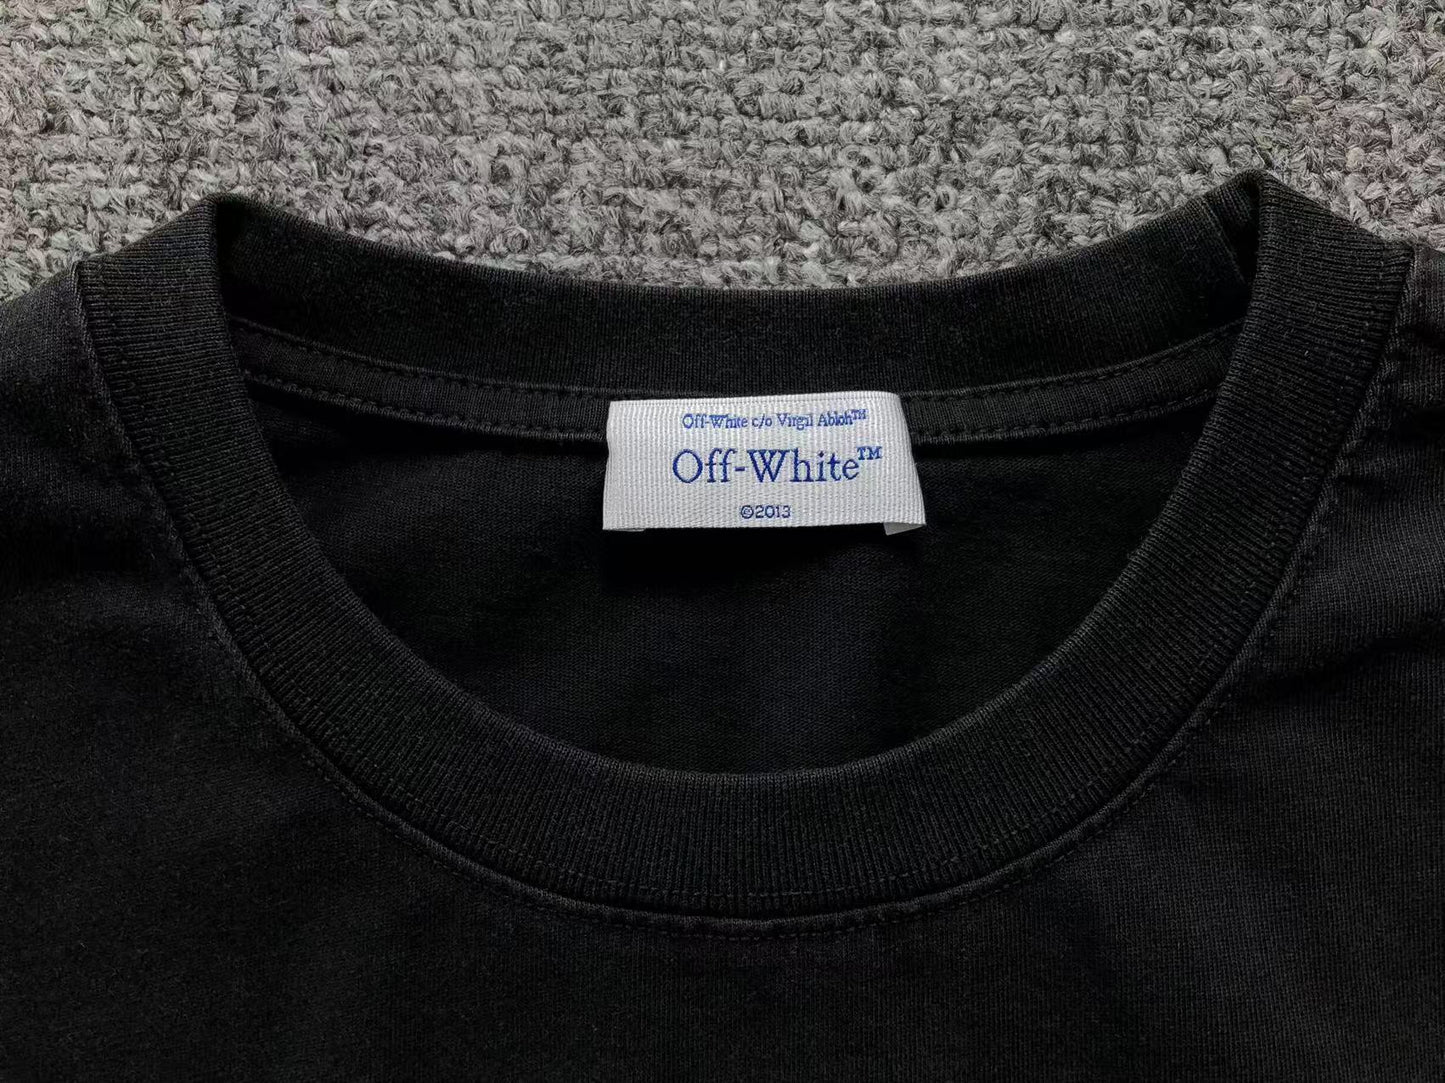 Off-White c/o Virgil Abloh™
Off-White™
©2013